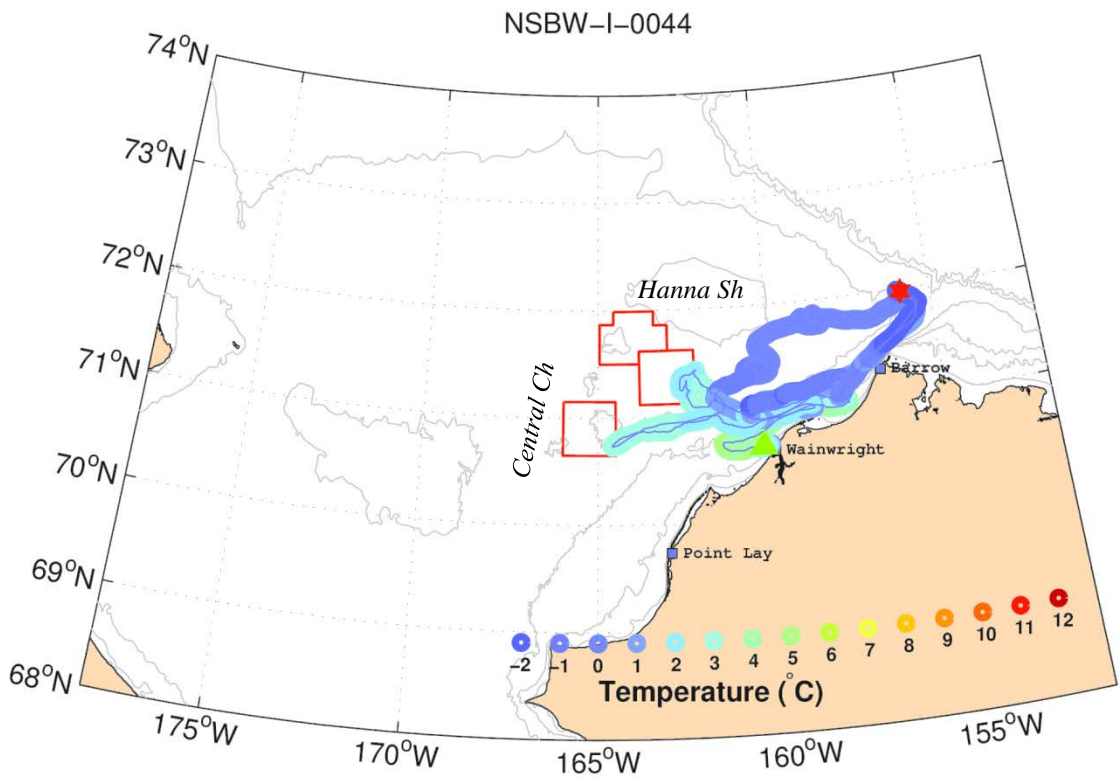 NSBW-I-0044
74°N
73°N
72°N
71°N
70°N
69°N
68°N
Hanna Sh
Central Ch
Barrow
Wainwright
Point Lay
-2 -1 0 1 2 3 4 5 6 7 8 9 10 11 12
Temperature (°C)
175°W 170°W 165°W 160°W 155°W